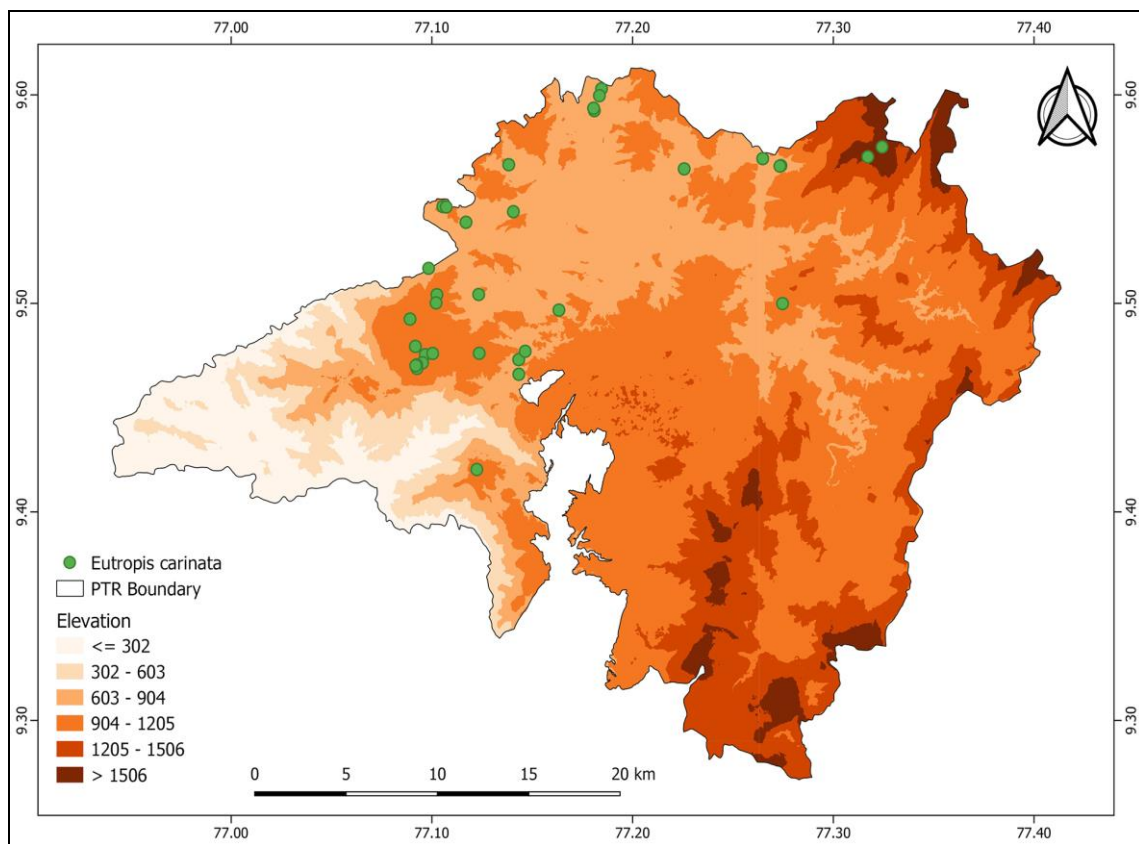 77.00 77.10 77.20 77.30 77.40
9.60 9.60
9.50 9.50
9.40 9.40
9.30 9.30
Eutropis carinata
PTR Boundary
Elevation
<= 302
302 - 603
603 - 904
904 - 1205
1205 - 1506
> 1506
0 5 10 15 20 km
77.00 77.10 77.20 77.30 77.40